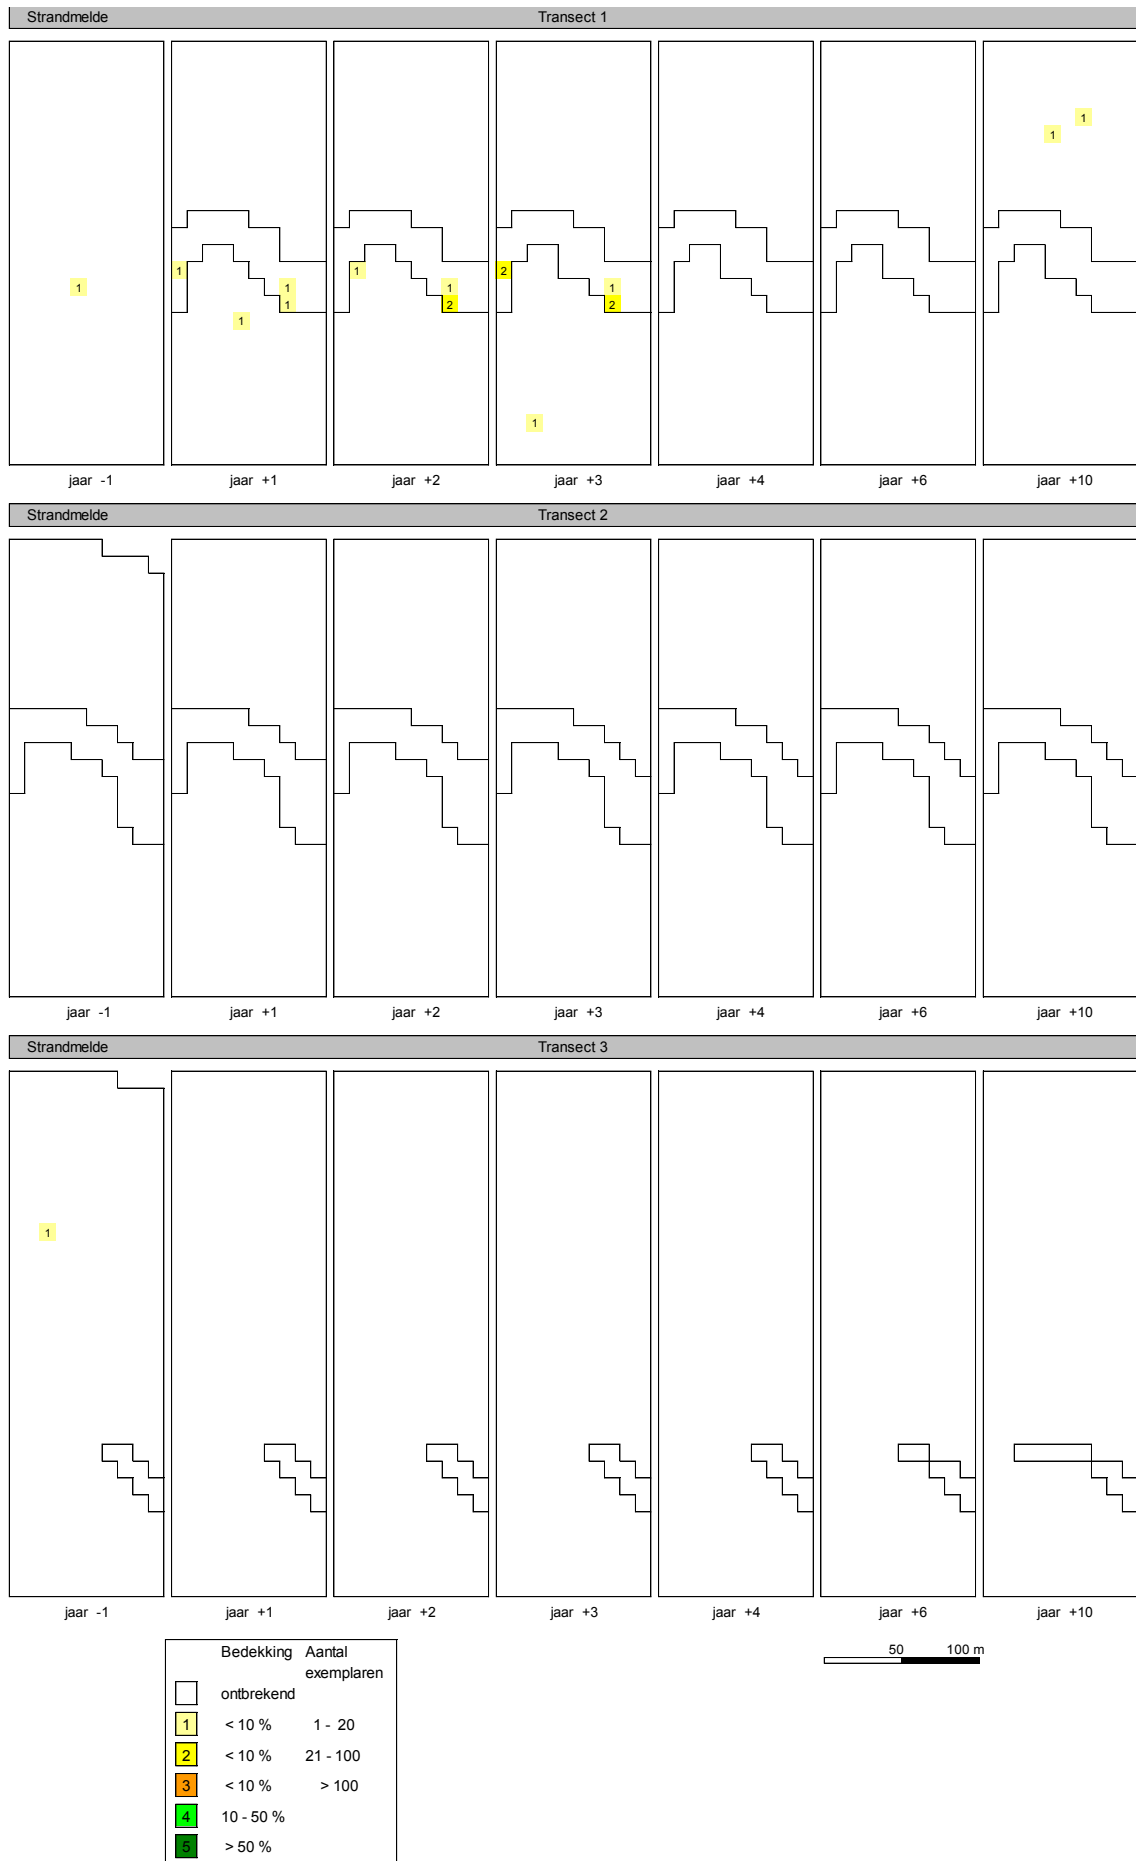 Strandmelde Transect 1
1 1
1 1 1 2
1 1 1 1 1
1 2 2
1
1
jaar -1 jaar +1 jaar +2 jaar +3 jaar +4 jaar +6 jaar +10
Strandmelde Transect 2
jaar -1 jaar +1 jaar +2 jaar +3 jaar +4 jaar +6 jaar +10
Strandmelde Transect 3
1
jaar -1 jaar +1 jaar +2 jaar +3 jaar +4 jaar +6 jaar +10
Bedekking Aantal
exemplaren
ontbrekend
1 < 10 % 1 - 20
2 < 10 % 21 - 100
3 < 10 % > 100
4 10 - 50 %
5 > 50 %
50 100 m